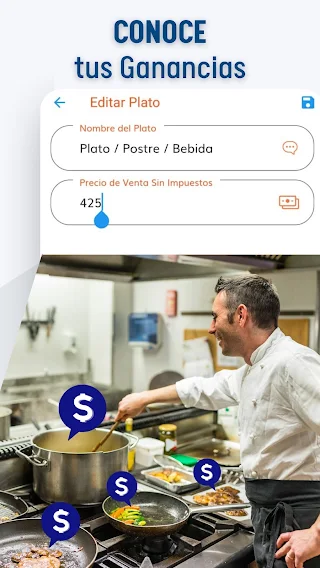 CONOCE
tus Ganancias
Editar Plato
Nombre del Plato
Plato / Postre / Bebida
Precio de Venta Sin Impuestos
425
$
$
$
$